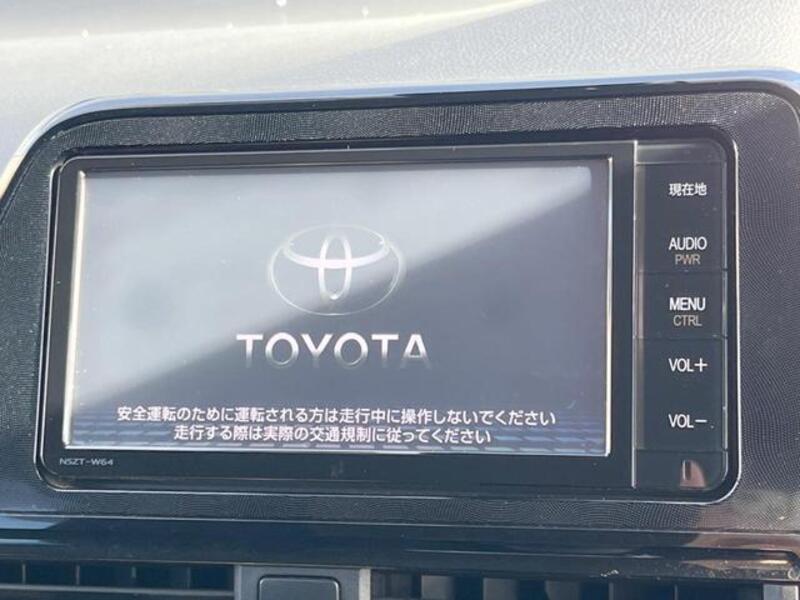 TOYOTA
安全運転のために運転される方は走行中に操作しないでください
走行する際は実際の交通規制に従ってください
NSZT-W64
現在地
AUDIO
PWR
MENU
CTRL
VOL+
VOL−